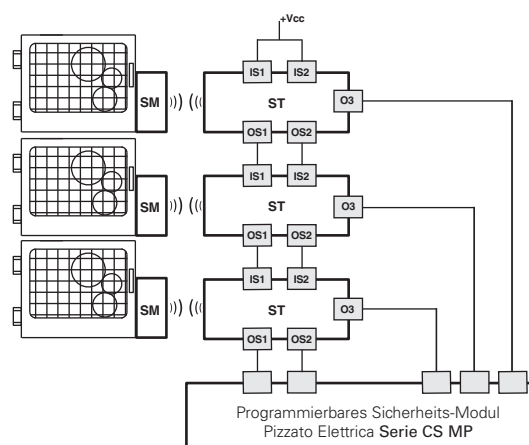 +Vcc
IS1 IS2
SM ST O3
OS1 OS2
IS1 IS2
SM ST O3
OS1 OS2
IS1 IS2
SM ST O3
OS1 OS2
Programmierbares Sicherheits-Modul
Pizzato Elettrica Serie CS MP